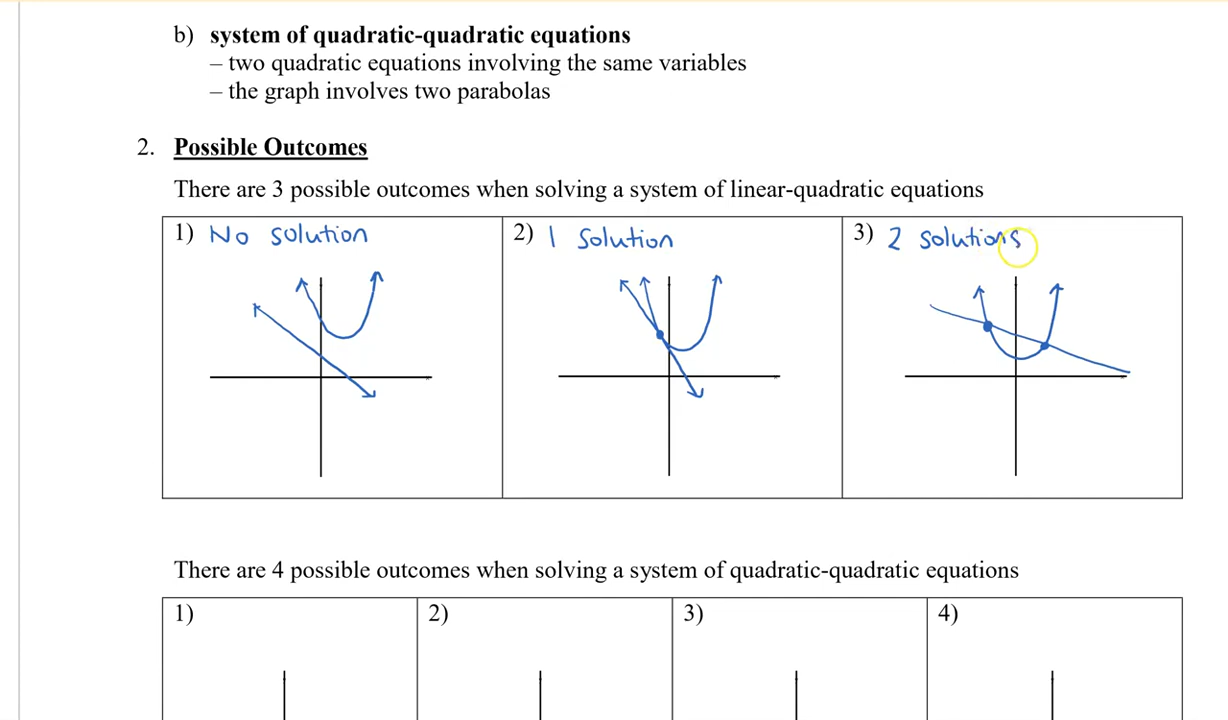 b) system of quadratic-quadratic equations
– two quadratic equations involving the same variables
– the graph involves two parabolas
2. Possible Outcomes
There are 3 possible outcomes when solving a system of linear-quadratic equations
1) No solution
2) 1 Solution
3) 2 solutions
There are 4 possible outcomes when solving a system of quadratic-quadratic equations
1)
2)
3)
4)